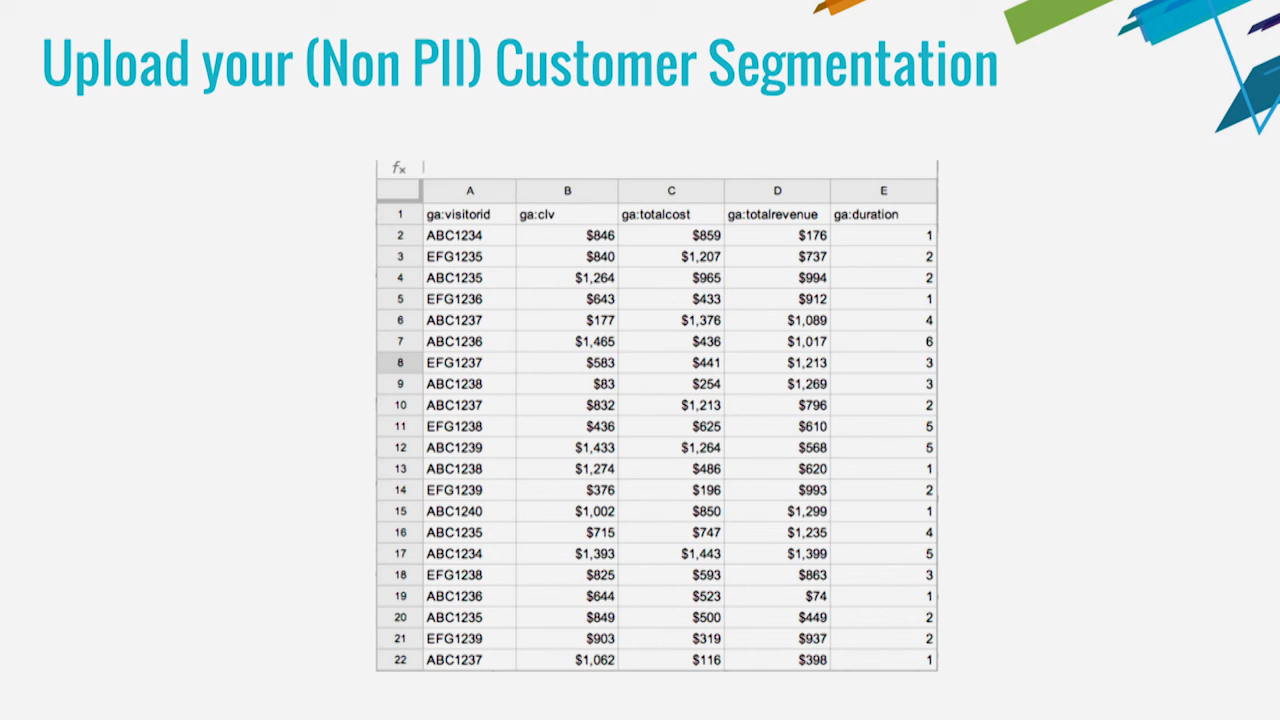 Upload your (Non PII) Customer Segmentation
fx
A B C D E
1 ga:visitorid ga:clv ga:totalcost ga:totalrevenue ga:duration
2 ABC1234 $846 $859 $176 1
3 EFG1235 $840 $1,207 $737 2
4 ABC1235 $1,264 $965 $994 2
5 EFG1236 $643 $433 $912 1
6 ABC1237 $177 $1,376 $1,089 4
7 ABC1236 $1,465 $436 $1,017 6
8 EFG1237 $583 $441 $1,213 3
9 ABC1238 $83 $254 $1,269 3
10 ABC1237 $832 $1,213 $796 2
11 EFG1238 $436 $625 $610 5
12 ABC1239 $1,433 $1,264 $568 5
13 ABC1238 $1,274 $486 $620 1
14 EFG1239 $376 $196 $993 2
15 ABC1240 $1,002 $850 $1,299 1
16 ABC1235 $715 $747 $1,235 4
17 ABC1234 $1,393 $1,443 $1,399 5
18 EFG1238 $825 $593 $863 3
19 ABC1236 $644 $523 $74 1
20 ABC1235 $849 $500 $449 2
21 EFG1239 $903 $319 $937 2
22 ABC1237 $1,062 $116 $398 1